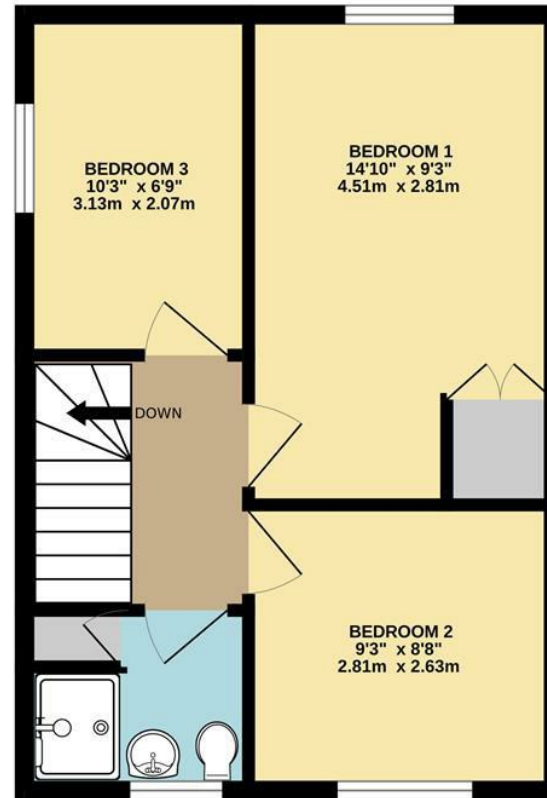 BEDROOM 3
10'3" x 6'9"
3.13m x 2.07m
BEDROOM 1
14'10" x 9'3"
4.51m x 2.81m
DOWN
BEDROOM 2
9'3" x 8'8"
2.81m x 2.63m